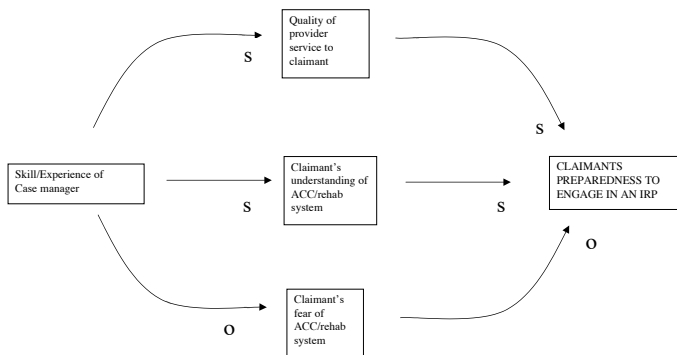 Quality of
provider
service to
claimant
s
s
Skill/Experience of
Case manager
Claimant's
understanding of
ACC/rehab
system
CLAIMANTS
PREPAREDNESS TO
ENGAGE IN AN IRP
s
s
o
Claimant's
fear of
ACC/rehab
system
o